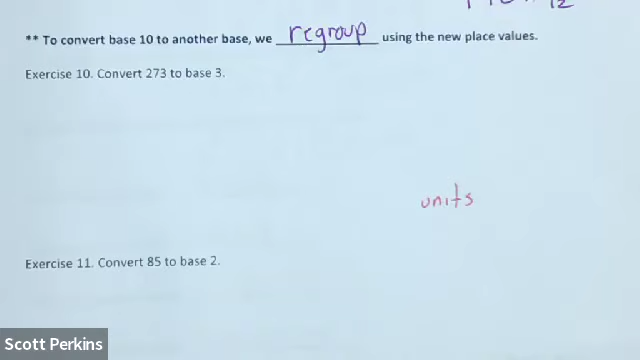 ** To convert base 10 to another base, we regroup using the new place values.
Exercise 10. Convert 273 to base 3.
units
Exercise 11. Convert 85 to base 2.
Scott Perkins